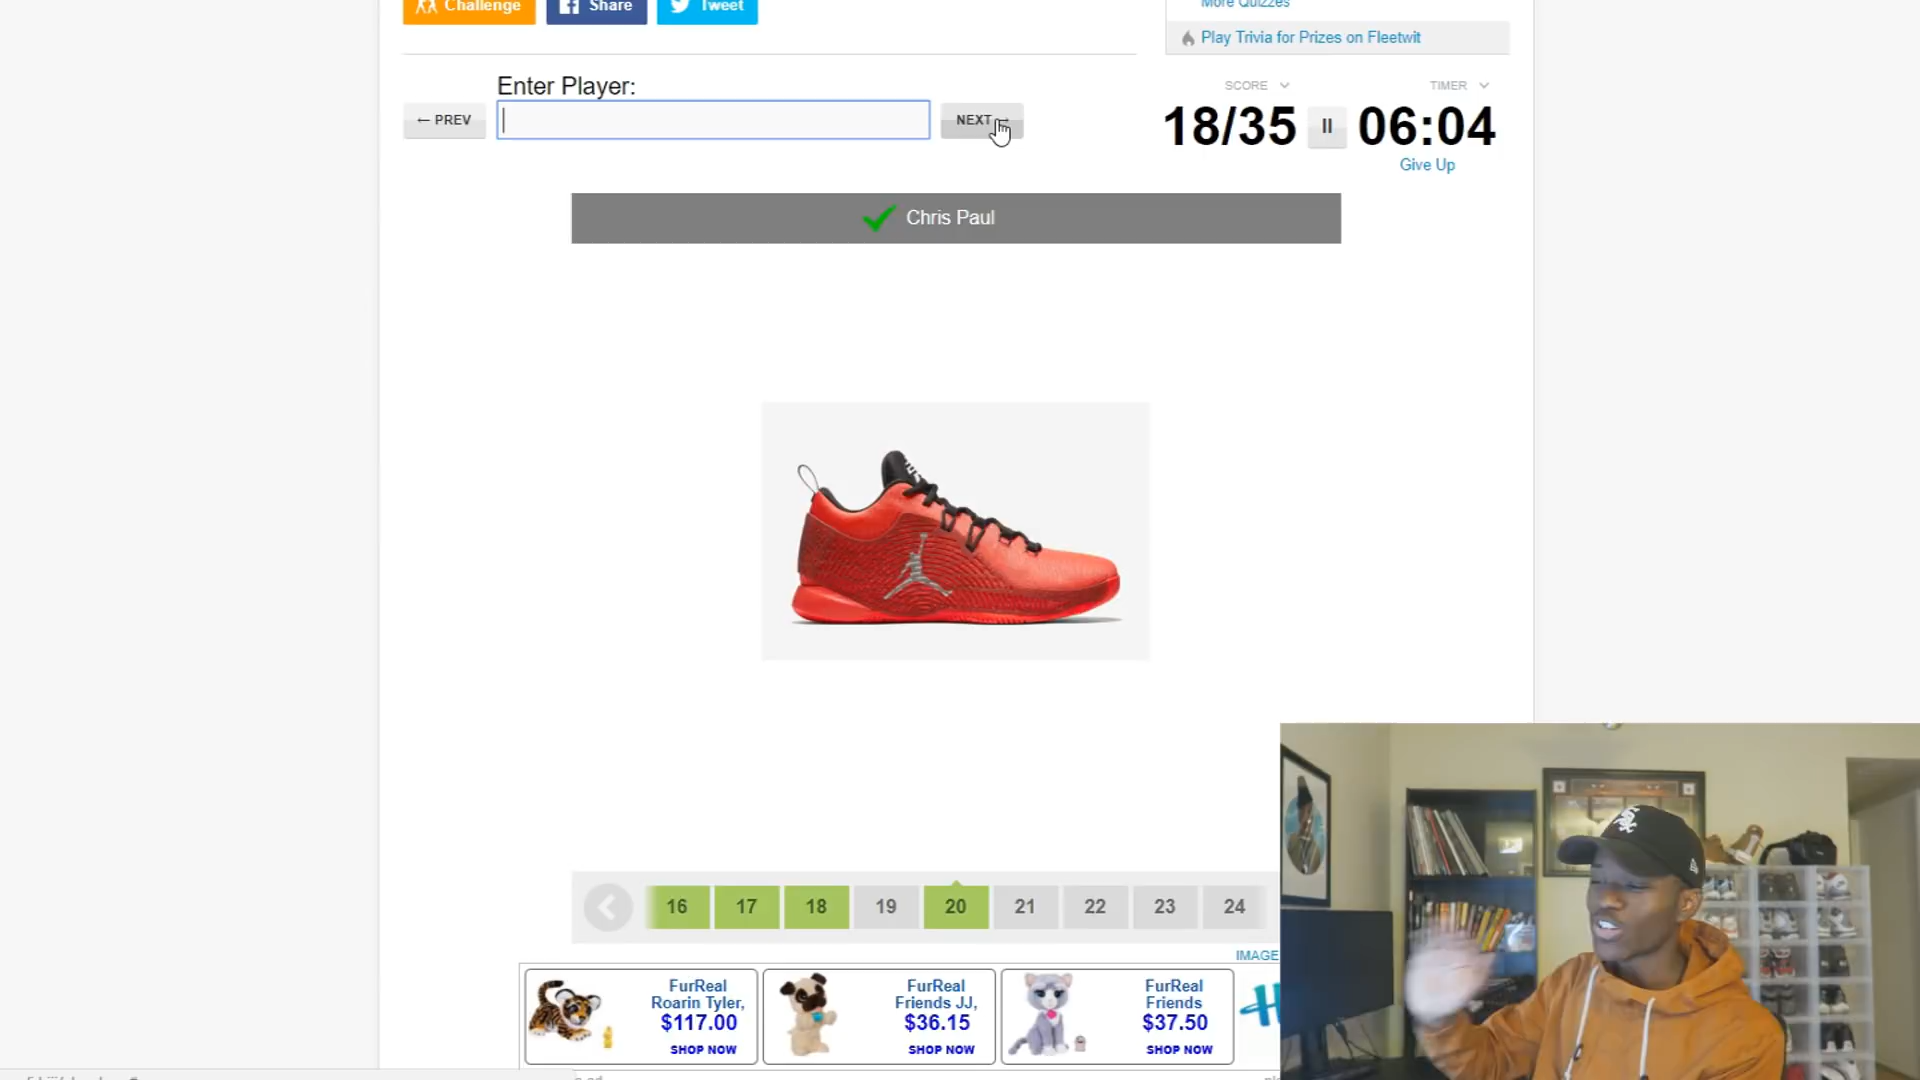 Challenge
Share
Tweet
More Quizzes
Play Trivia for Prizes on Fleetwit
Enter Player:
← PREV
NEXT
SCORE
TIMER
18/35
06:04
Give Up
Chris Paul
16
17
18
19
20
21
22
23
24
IMAGE
FurReal
Roarin Tyler,
$117.00
SHOP NOW
FurReal
Friends JJ,
$36.15
SHOP NOW
FurReal
Friends
$37.50
SHOP NOW